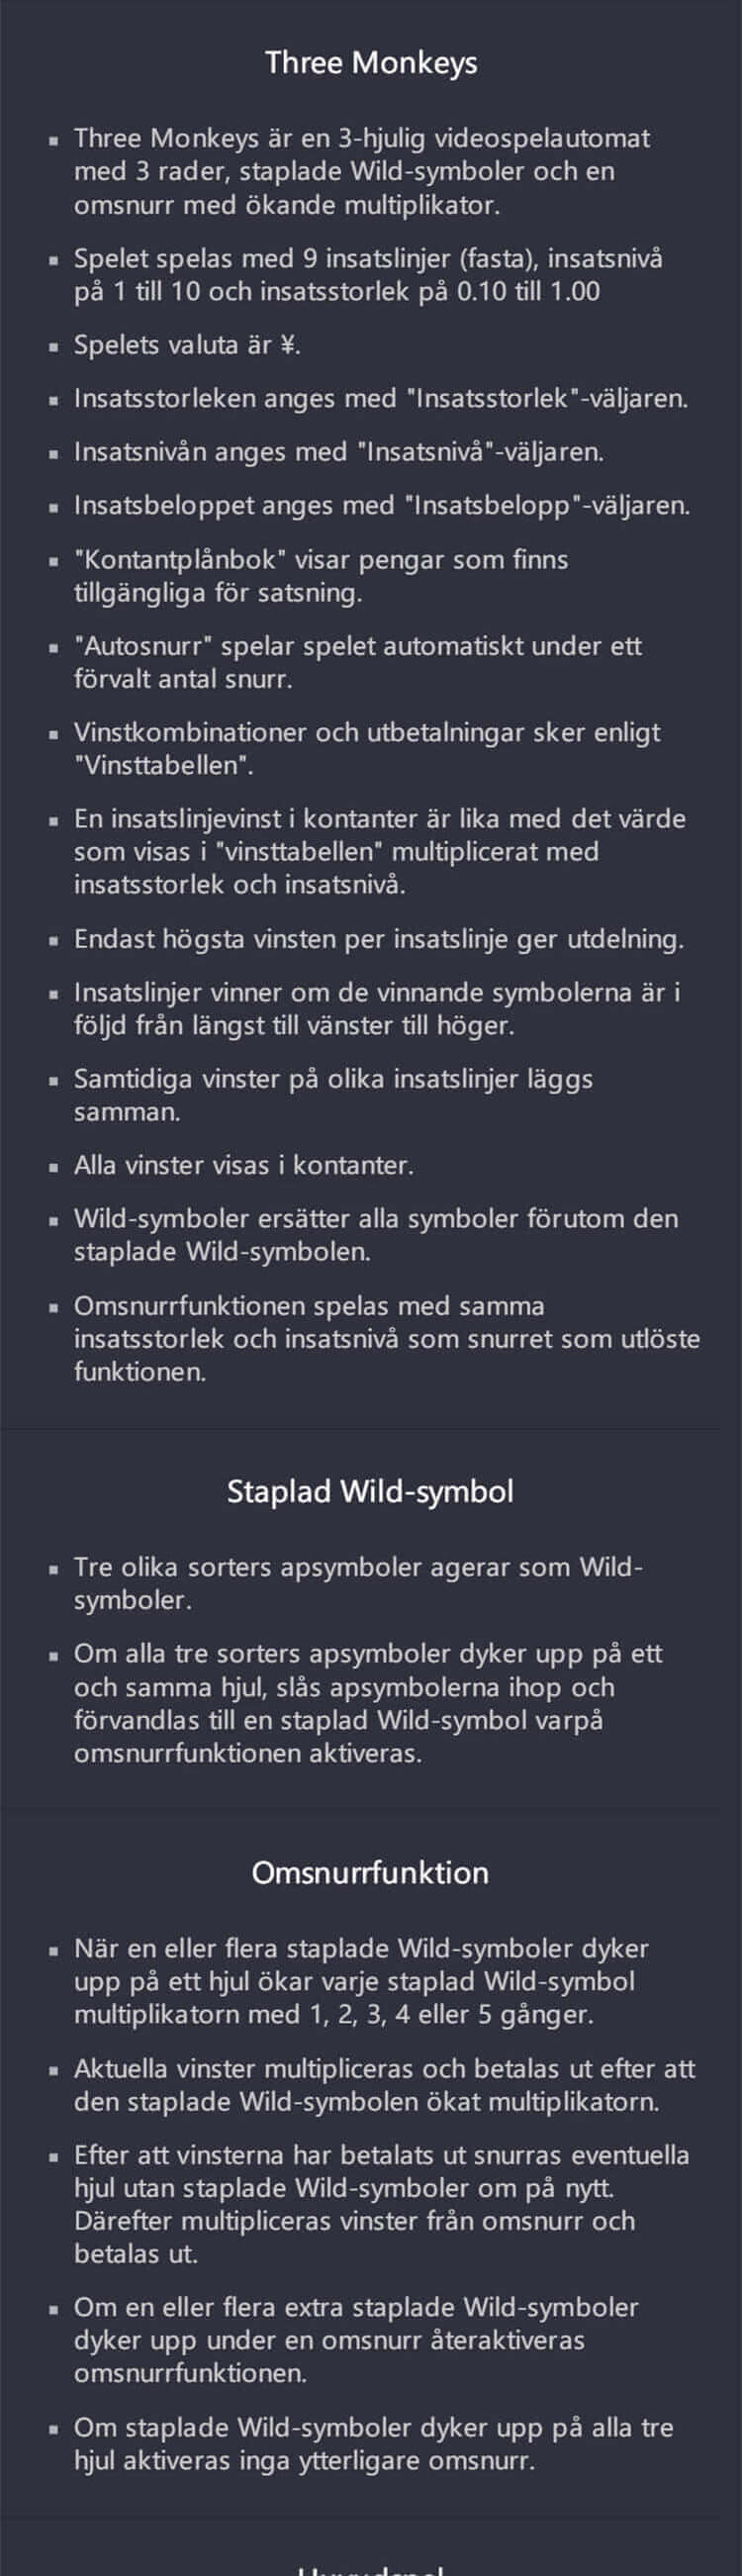 Three Monkeys
▪ Three Monkeys är en 3-hjulig videospelautomat
med 3 rader, staplade Wild-symboler och en
omsnurr med ökande multiplikator.
▪ Spelet spelas med 9 insatslinjer (fasta), insatsnivå
på 1 till 10 och insatsstorlek på 0.10 till 1.00
▪ Spelets valuta är ¥.
▪ Insatsstorleken anges med "Insatsstorlek"-väljaren.
▪ Insatsnivån anges med "Insatsnivå"-väljaren.
▪ Insatsbeloppet anges med "Insatsbelopp"-väljaren.
▪ "Kontantplånbok" visar pengar som finns
tillgängliga för satsning.
▪ "Autosnurr" spelar spelet automatiskt under ett
förvalt antal snurr.
▪ Vinstkombinationer och utbetalningar sker enligt
"Vinsttabellen".
▪ En insatslinjevinst i kontanter är lika med det värde
som visas i "vinsttabellen" multiplicerat med
insatsstorlek och insatsnivå.
▪ Endast högsta vinsten per insatslinje ger utdelning.
▪ Insatslinjer vinner om de vinnande symbolerna är i
följd från längst till vänster till höger.
▪ Samtidiga vinster på olika insatslinjer läggs
samman.
▪ Alla vinster visas i kontanter.
▪ Wild-symboler ersätter alla symboler förutom den
staplade Wild-symbolen.
▪ Omsnurrfunktionen spelas med samma
insatsstorlek och insatsnivå som snurret som utlöste
funktionen.
Staplad Wild-symbol
▪ Tre olika sorters apsymboler agerar som Wild-
symboler.
▪ Om alla tre sorters apsymboler dyker upp på ett
och samma hjul, slås apsymbolerna ihop och
förvandlas till en staplad Wild-symbol varpå
omsnurrfunktionen aktiveras.
Omsnurrfunktion
▪ När en eller flera staplade Wild-symboler dyker
upp på ett hjul ökar varje staplad Wild-symbol
multiplikatorn med 1, 2, 3, 4 eller 5 gånger.
▪ Aktuella vinster multipliceras och betalas ut efter att
den staplade Wild-symbolen ökat multiplikatorn.
▪ Efter att vinsterna har betalats ut snurras eventuella
hjul utan staplade Wild-symboler om på nytt.
Därefter multipliceras vinster från omsnurr och
betalas ut.
▪ Om en eller flera extra staplade Wild-symboler
dyker upp under en omsnurr återaktiveras
omsnurrfunktionen.
▪ Om staplade Wild-symboler dyker upp på alla tre
hjul aktiveras inga ytterligare omsnurr.